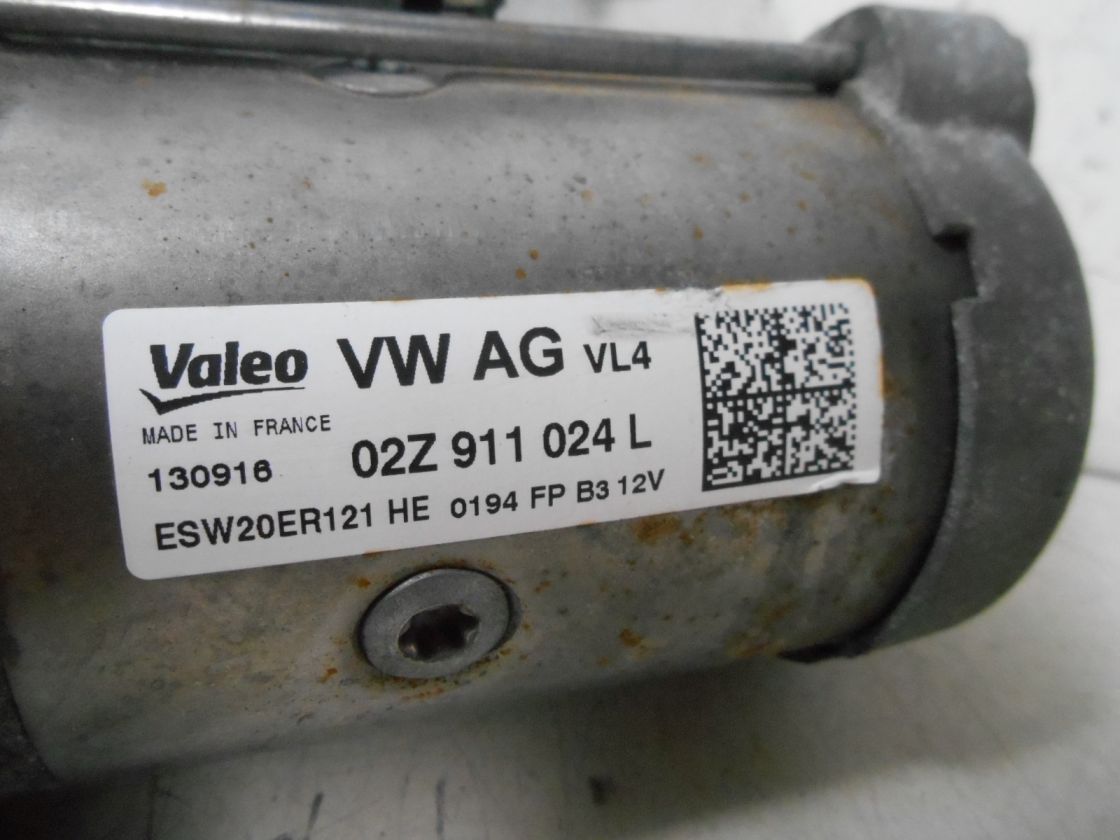 Valeo VW AG VL4
MADE IN FRANCE
130916 02Z 911 024 L
ESW20ER121 HE 0194 FP B3 12V